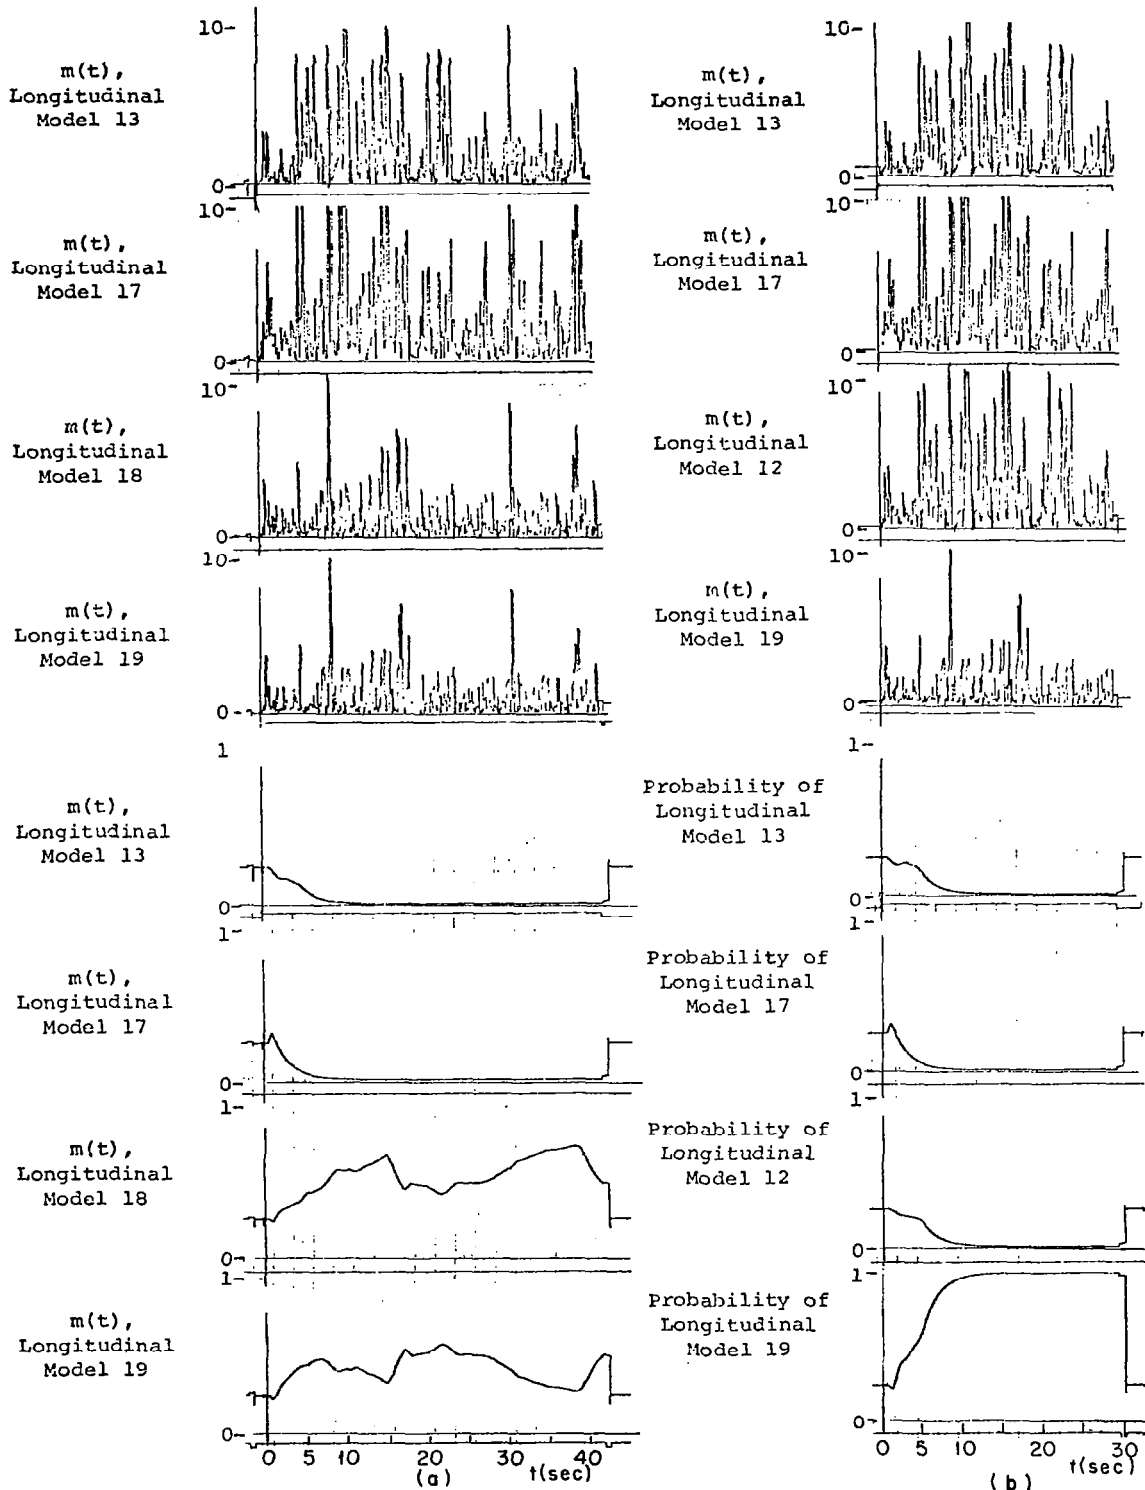 10-
m(t),
Longitudinal
Model 13
0-
10-
m(t),
Longitudinal
Model 17
0-
10-
m(t),
Longitudinal
Model 18
0-
10-
m(t),
Longitudinal
Model 19
0-
1
m(t),
Longitudinal
Model 13
0-
1-
m(t),
Longitudinal
Model 17
0-
1-
m(t),
Longitudinal
Model 18
0-
1-
m(t),
Longitudinal
Model 19
0-
0 5 10 20 30 40
t(sec)
(a)
10-
m(t),
Longitudinal
Model 13
0-
10-
m(t),
Longitudinal
Model 17
0-
10-
m(t),
Longitudinal
Model 12
0-
10-
m(t),
Longitudinal
Model 19
0-
1-
Probability of
Longitudinal
Model 13
0-
1-
Probability of
Longitudinal
Model 17
0-
1-
Probability of
Longitudinal
Model 12
0-
1-
Probability of
Longitudinal
Model 19
0-
0 5 10 20 30
t(sec)
(b)